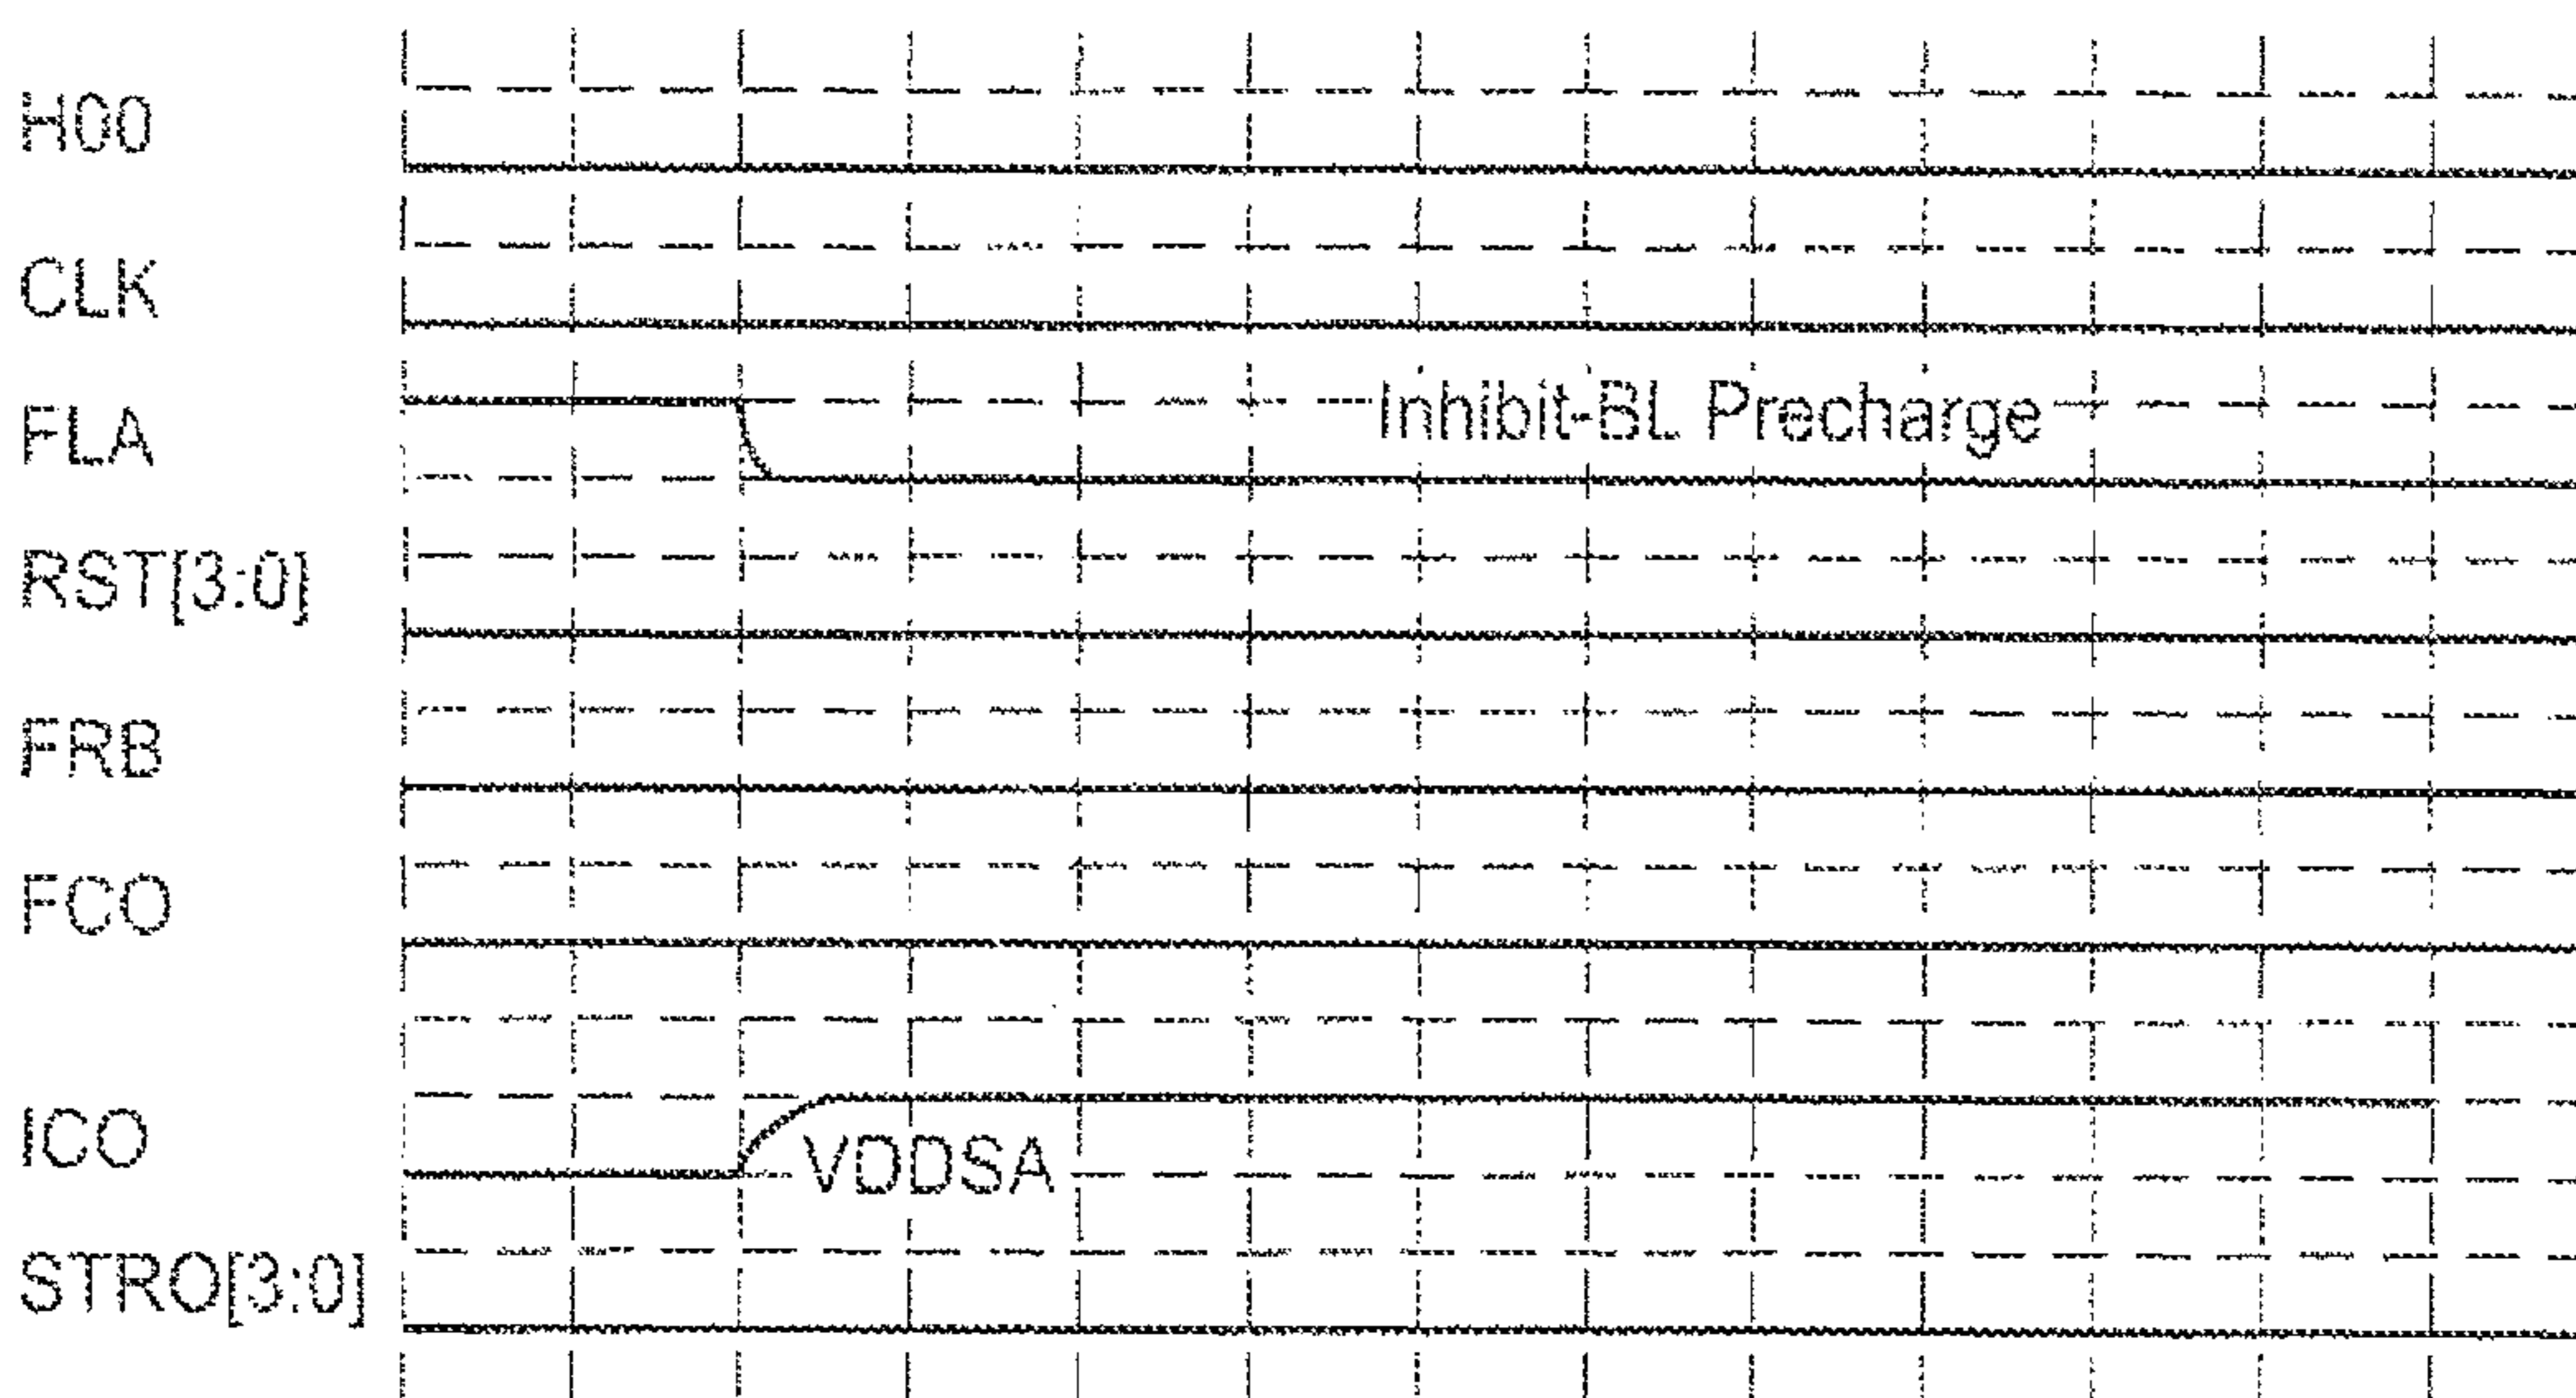 H00
CLK
FLA
Inhibit-BL Precharge
RST[3:0]
FRB
FCO
ICO
VDDSA
STRO[3:0]